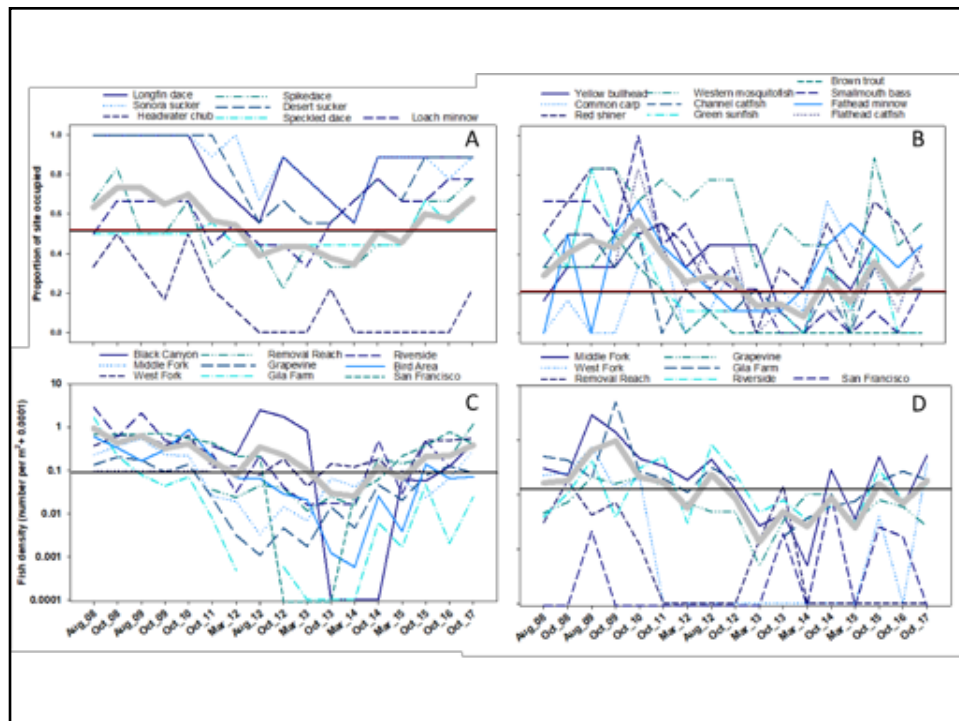 Longfin dace Spikedace
Sonora sucker Desert sucker
Headwater chub Speckled dace Loach minnow
A
Proportion of site occupied
1.0
0.8
0.6
0.4
0.2
0.0
Brown trout
Yellow bullhead Western mosquitofish Smallmouth bass
Common carp Channel catfish Fathead minnow
Red shiner Green sunfish Flathead catfish
B
Black Canyon Removal Reach Riverside
Middle Fork Grapevine Bird Area
West Fork Gila Farm San Francisco
C
Fish density (number per m² + 0.0001)
10
1
0.1
0.01
0.001
0.0001
Aug_08
Oct_08
Aug_09
Oct_09
Oct_10
Oct_11
Mar_12
Aug_12
Oct_12
Mar_13
Oct_13
Mar_14
Oct_14
Mar_15
Oct_15
Oct_16
Oct_17
Middle Fork Grapevine
West Fork Gila Farm
Removal Reach Riverside San Francisco
D
Aug_08
Oct_08
Aug_09
Oct_09
Oct_10
Oct_11
Mar_12
Aug_12
Oct_12
Mar_13
Oct_13
Mar_14
Oct_14
Mar_15
Oct_15
Oct_16
Oct_17